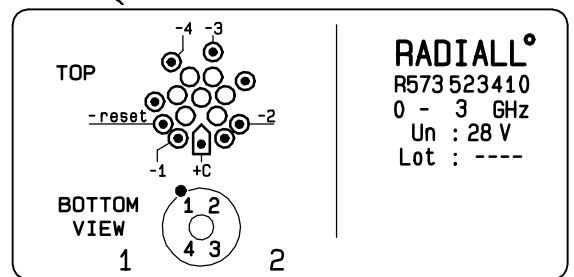 -4 -3
TOP
-reset
-2
-1
+C
BOTTOM
VIEW
1 2
4 3
1 2
RADIALL°
R573 523410
0 - 3 GHz
Un : 28 V
Lot : ----